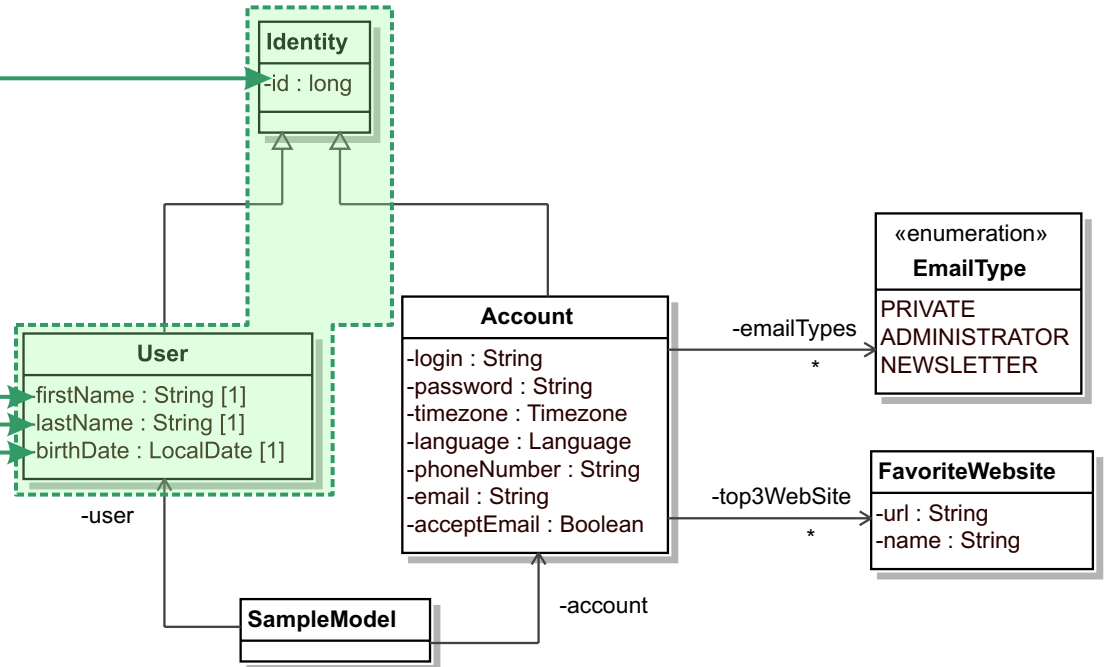 Identity
-id : long
User
firstName : String [1]
lastName : String [1]
birthDate : LocalDate [1]
-user
Account
-login : String
-password : String
-timezone : Timezone
-language : Language
-phoneNumber : String
-email : String
-acceptEmail : Boolean
-account
SampleModel
-emailTypes
*
«enumeration»
EmailType
PRIVATE
ADMINISTRATOR
NEWSLETTER
-top3WebSite
*
FavoriteWebsite
-url : String
-name : String